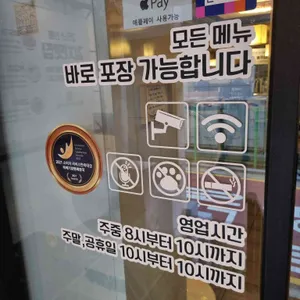 Pay
애플페이 사용가능
모든 메뉴
바로 포장 가능합니다
영업시간
주중 8시부터 10시까지
주말,공휴일 10시부터 10시까지